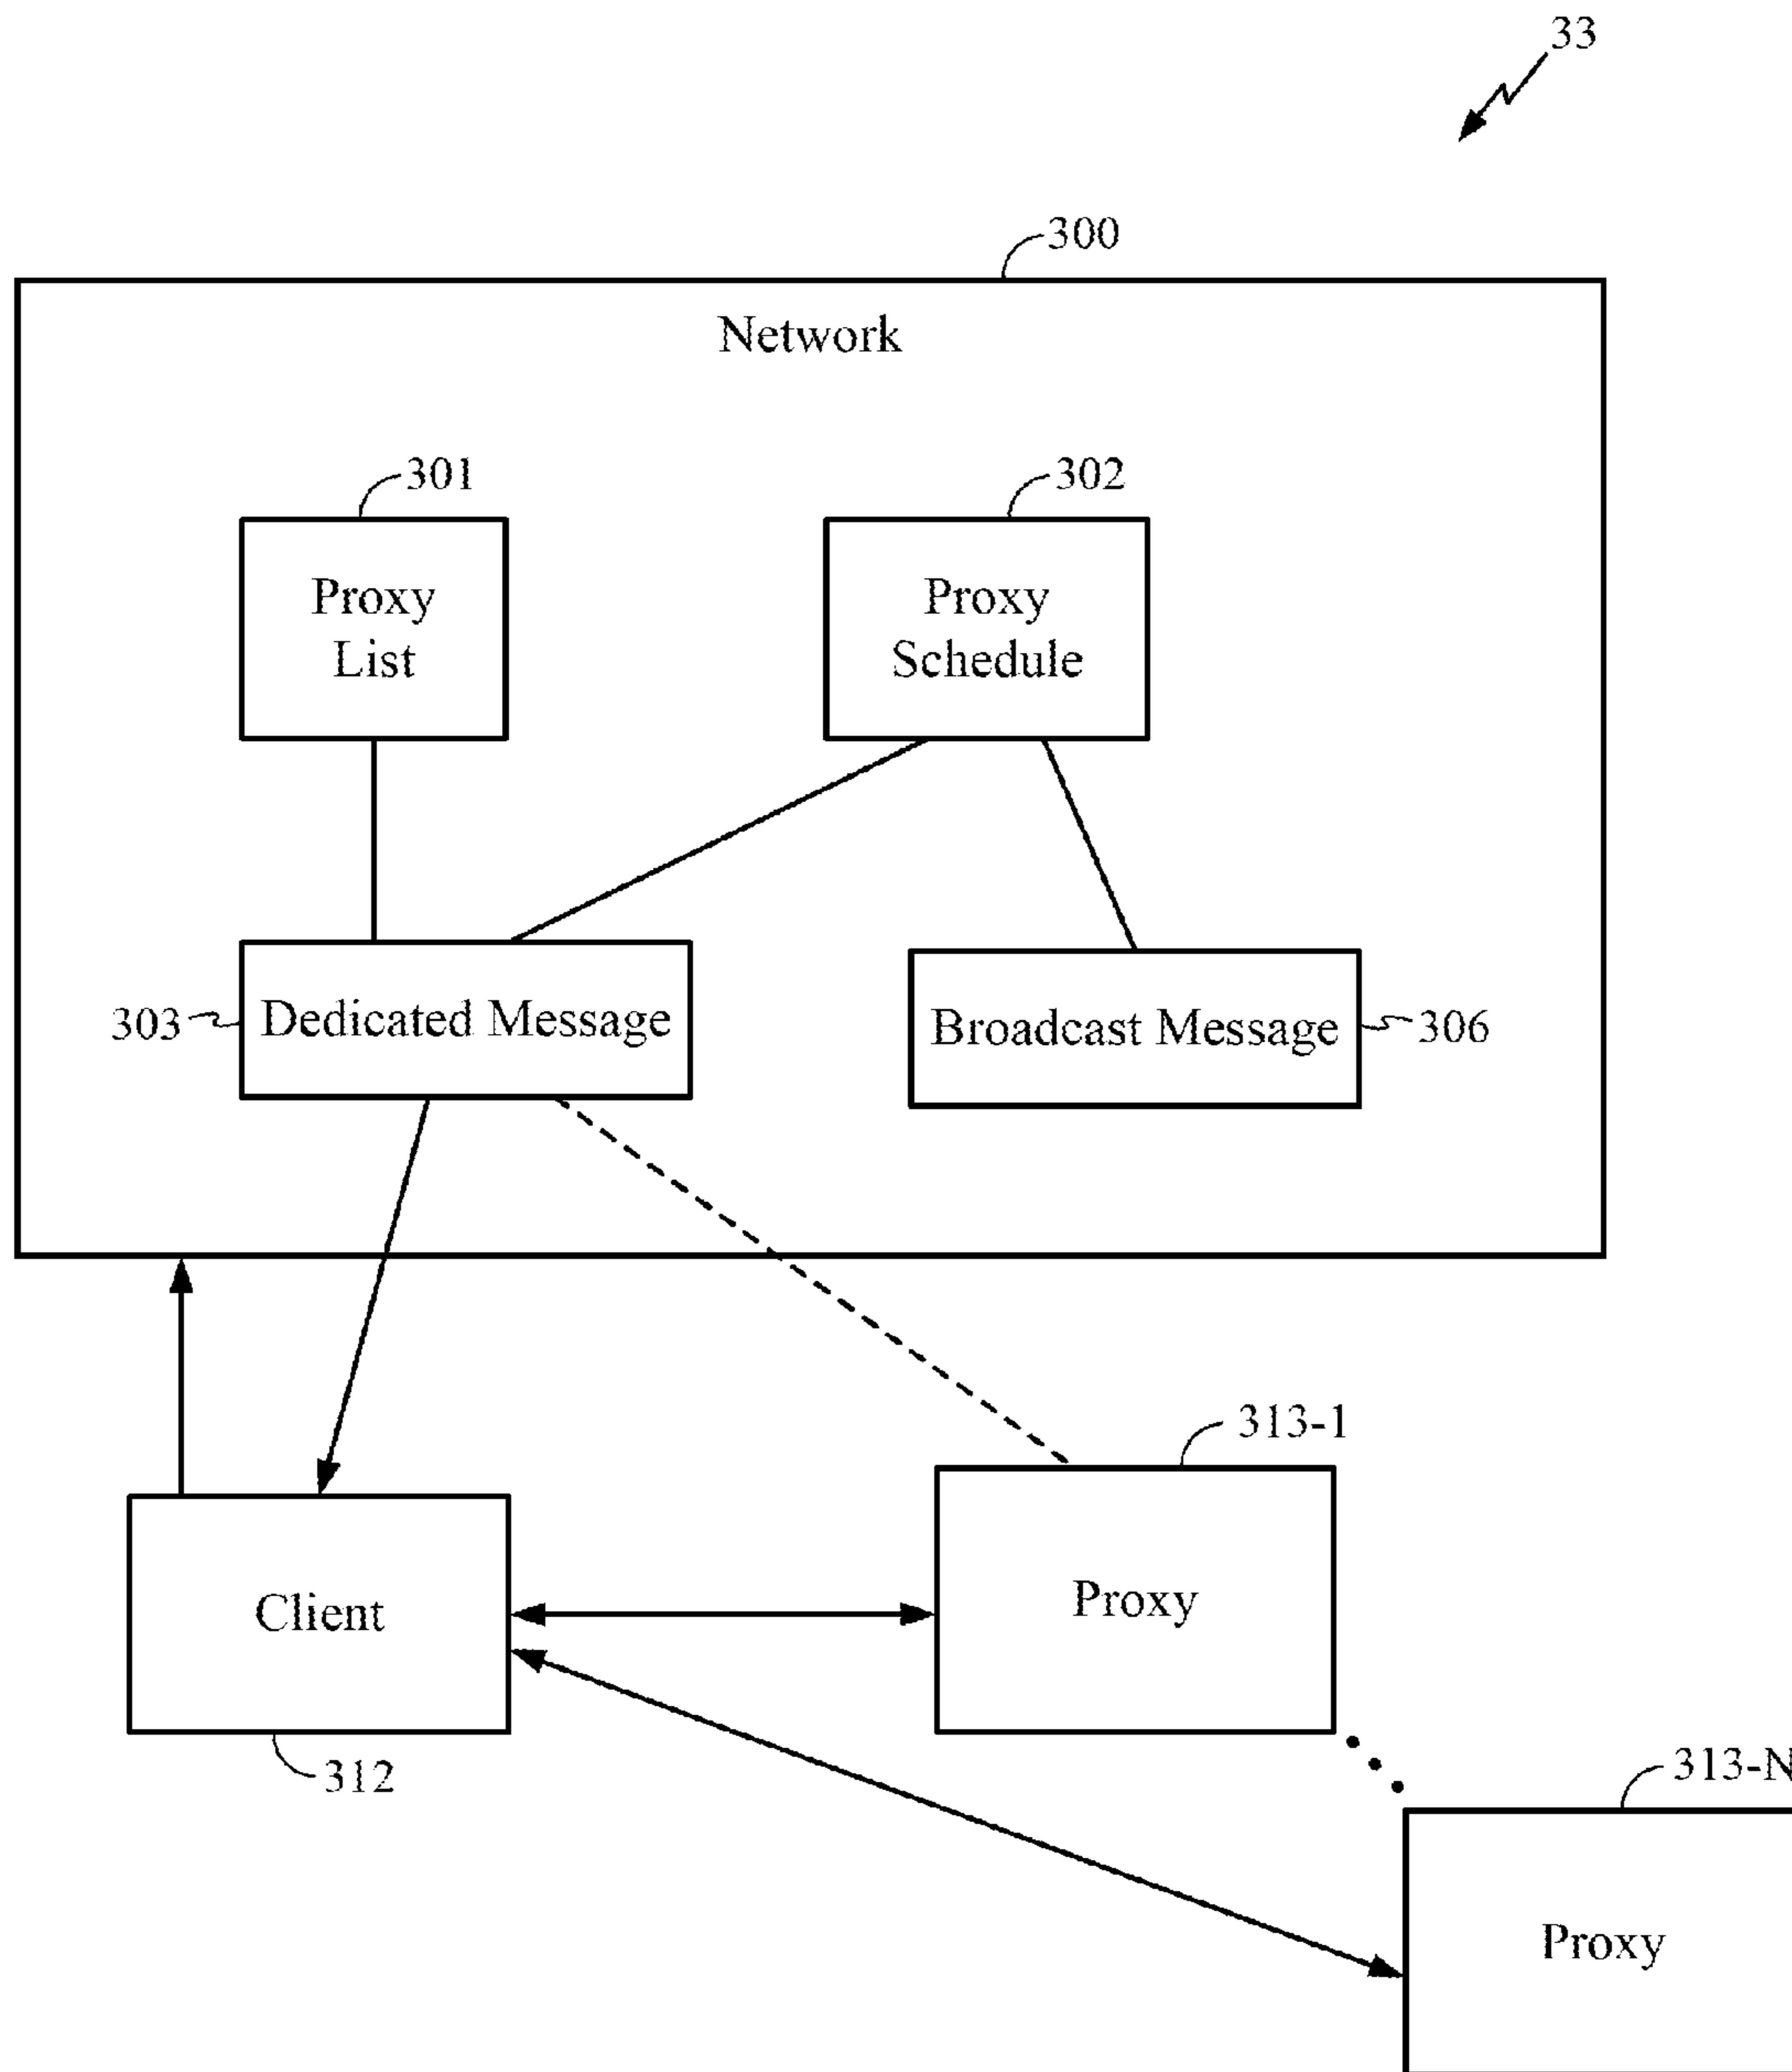 33
300
Network
301
302
Proxy
List
Proxy
Schedule
303
Dedicated Message
Broadcast Message
306
313-1
Client
Proxy
312
313-N
Proxy